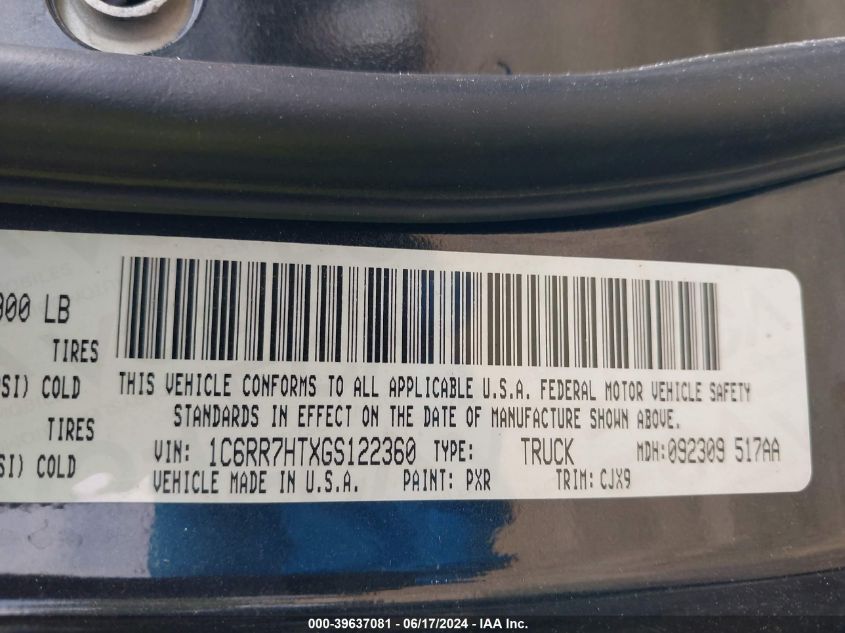 000 LB
TIRES
SI) COLD
TIRES
SI) COLD
THIS VEHICLE CONFORMS TO ALL APPLICABLE U.S.A. FEDERAL MOTOR VEHICLE SAFETY
STANDARDS IN EFFECT ON THE DATE OF MANUFACTURE SHOWN ABOVE.
VIN: 1C6RR7HTXGS122360 TYPE: TRUCK MDH:092309 517AA
VEHICLE MADE IN U.S.A. PAINT: PXR TRIM: CJX9
000-39637081 - 06/17/2024 - IAA Inc.